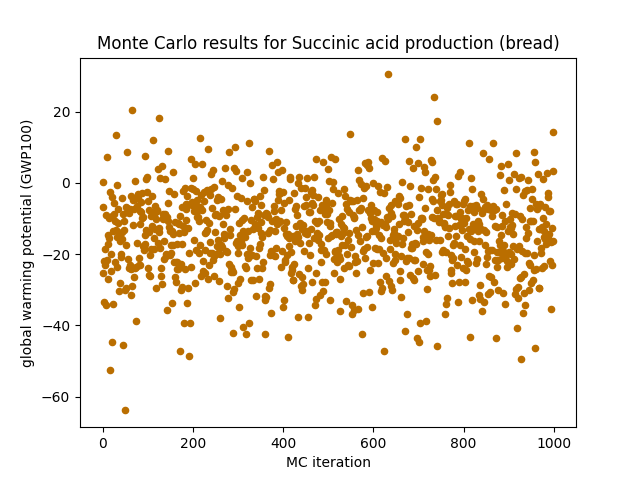 Monte Carlo results for Succinic acid production (bread)
global warming potential (GWP100)
20
0
−20
−40
−60
0 200 400 600 800 1000
MC iteration